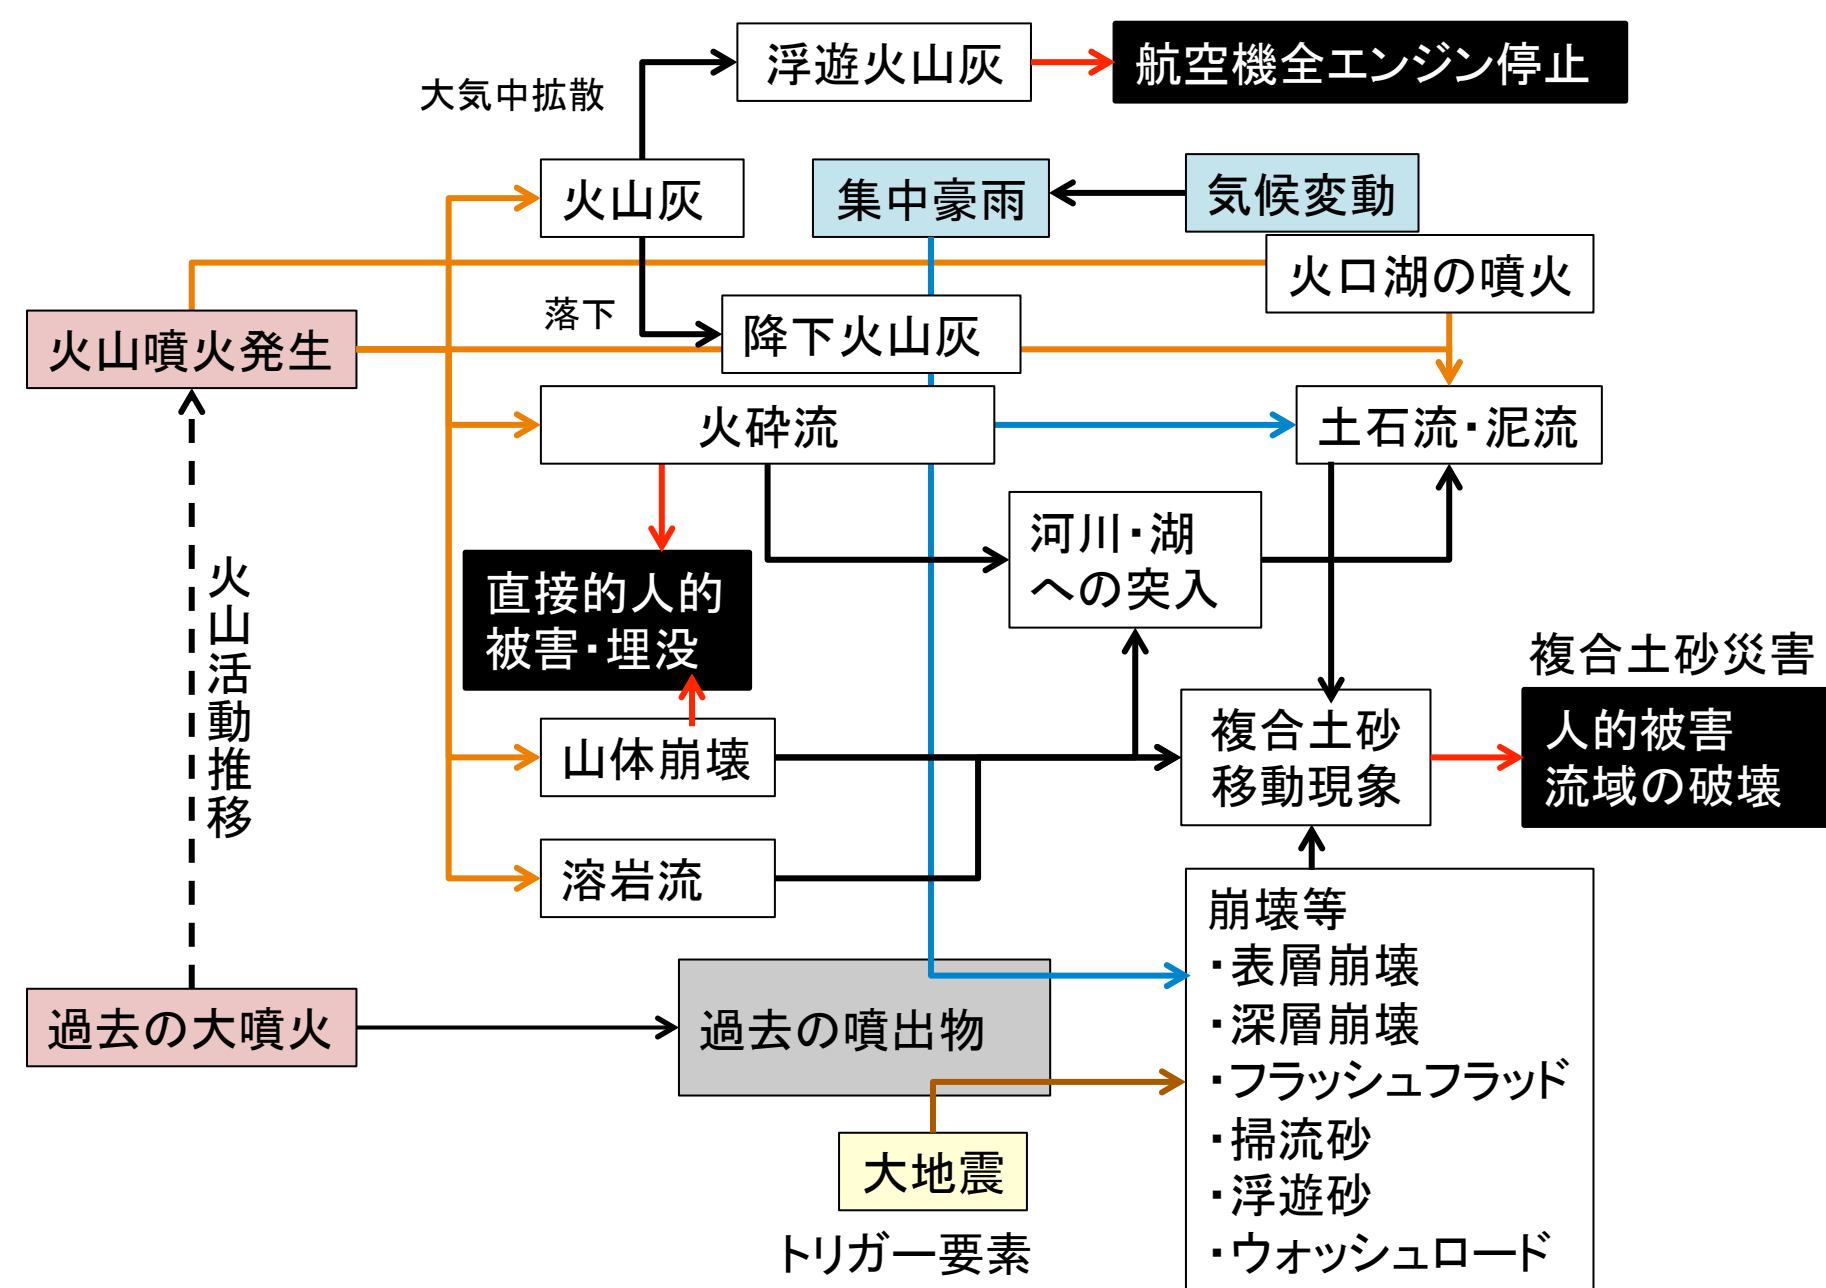 浮遊火山灰
航空機全エンジン停止
大気中拡散
火山灰
集中豪雨
気候変動
火口湖の噴火
落下
火山噴火発生
降下火山灰
火砕流
土石流・泥流
河川・湖
への突入
直接的人的
被害・埋没
火山活動推移
複合土砂災害
山体崩壊
複合土砂
移動現象
人的被害
流域の破壊
溶岩流
崩壊等
・表層崩壊
・深層崩壊
・フラッシュフラッド
・掃流砂
・浮遊砂
・ウォッシュロード
過去の大噴火
過去の噴出物
大地震
トリガー要素